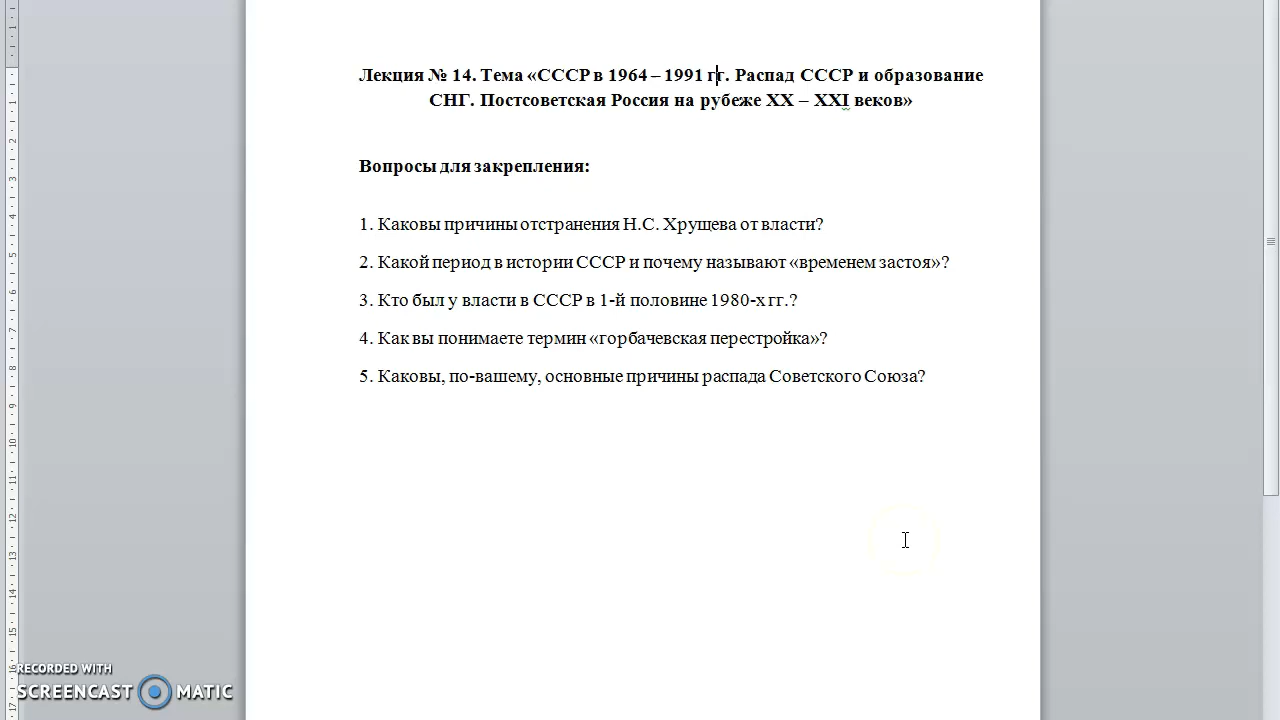 Лекция № 14. Тема «СССР в 1964 – 1991 гг. Распад СССР и образование
СНГ. Постсоветская Россия на рубеже XX – XXI веков»
Вопросы для закрепления:
1. Каковы причины отстранения Н.С. Хрущева от власти?
2. Какой период в истории СССР и почему называют «временем застоя»?
3. Кто был у власти в СССР в 1-й половине 1980-х гг.?
4. Как вы понимаете термин «горбачевская перестройка»?
5. Каковы, по-вашему, основные причины распада Советского Союза?
RECORDED WITH
SCREENCAST MATIC